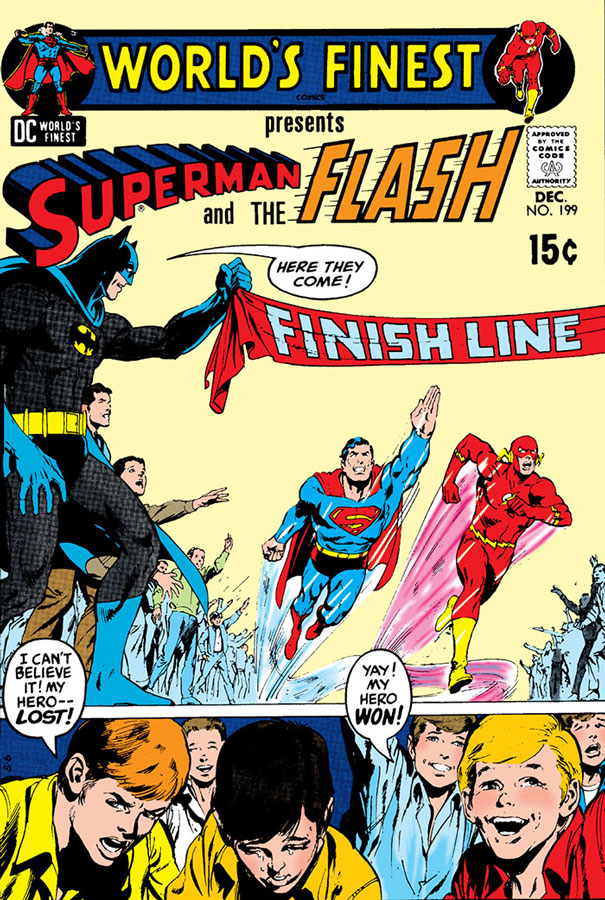 WORLD'S FINEST
COMICS
DC WORLD'S
FINEST
presents
SUPERMAN
®
and THE FLASH
APPROVED
BY THE
COMICS
CODE
CA
AUTHORITY
DEC.
NO. 199
15¢
HERE THEY
COME!
FINISH LINE
I CAN'T
BELIEVE
IT! MY
HERO--
LOST!
YAY!
MY
HERO
WON!